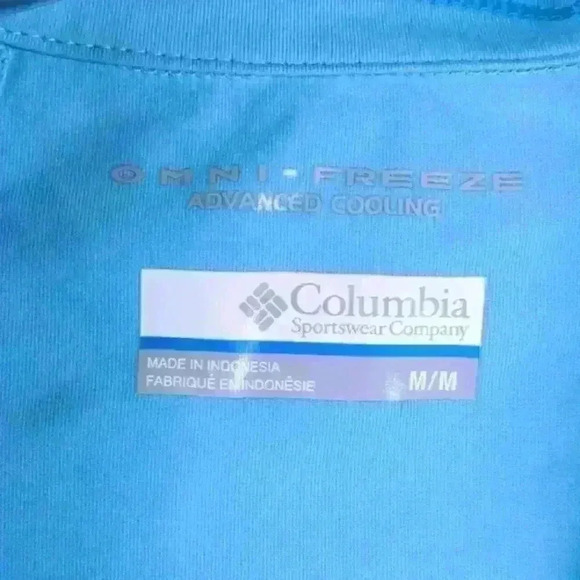 OMNI-FREEZE
ADVANCED COOLING
Columbia
Sportswear Company
MADE IN INDONESIA
FABRIQUÉ EN INDONÉSIE
M/M